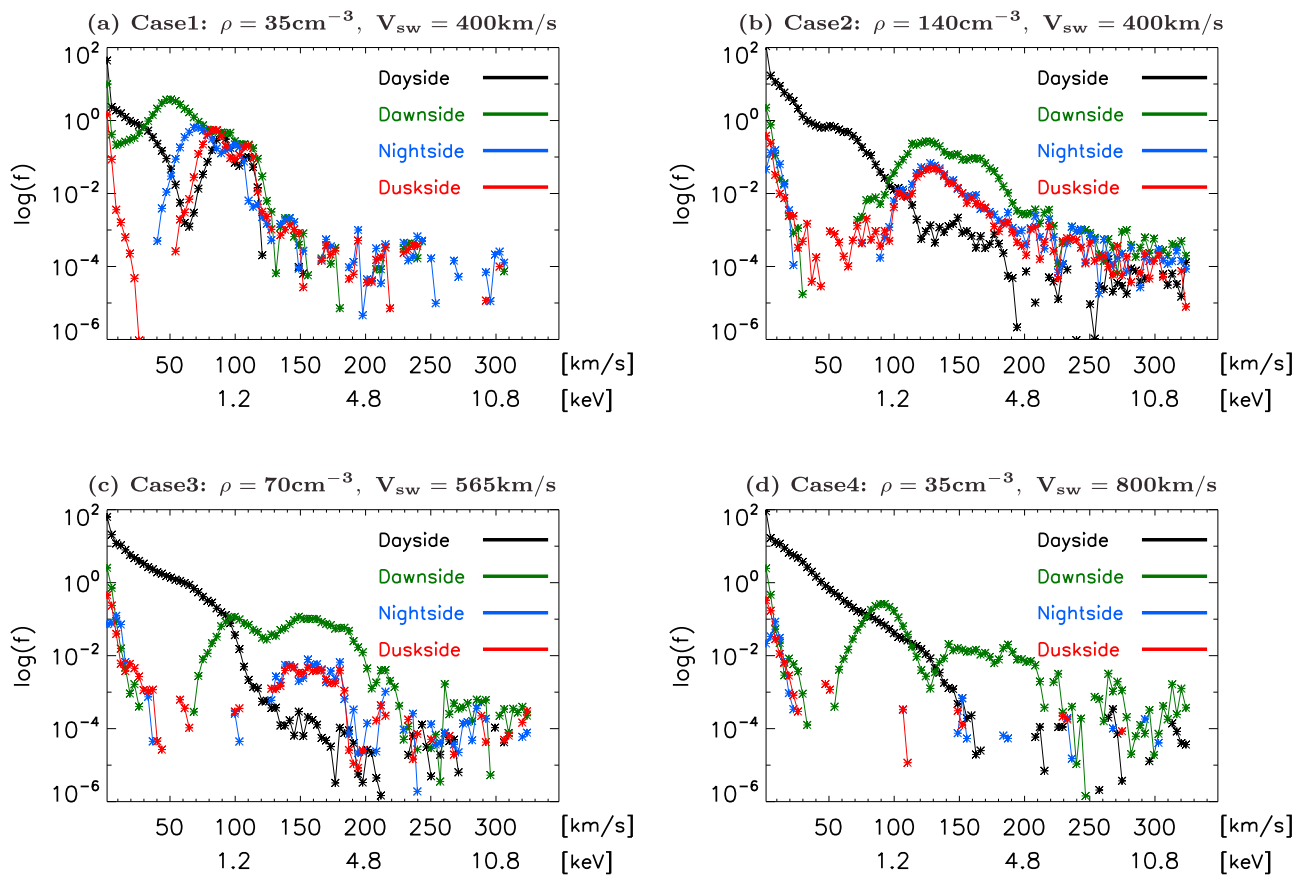 (a) Case1: ρ = 35cm⁻³, V_sw = 400km/s
10²
10⁰
10⁻²
10⁻⁴
10⁻⁶
log(f)
Dayside
Dawnside
Nightside
Duskside
50 100 150 200 250 300 [km/s]
1.2 4.8 10.8 [keV]
(b) Case2: ρ = 140cm⁻³, V_sw = 400km/s
10²
10⁰
10⁻²
10⁻⁴
10⁻⁶
log(f)
Dayside
Dawnside
Nightside
Duskside
50 100 150 200 250 300 [km/s]
1.2 4.8 10.8 [keV]
(c) Case3: ρ = 70cm⁻³, V_sw = 565km/s
10²
10⁰
10⁻²
10⁻⁴
10⁻⁶
log(f)
Dayside
Dawnside
Nightside
Duskside
50 100 150 200 250 300 [km/s]
1.2 4.8 10.8 [keV]
(d) Case4: ρ = 35cm⁻³, V_sw = 800km/s
10²
10⁰
10⁻²
10⁻⁴
10⁻⁶
log(f)
Dayside
Dawnside
Nightside
Duskside
50 100 150 200 250 300 [km/s]
1.2 4.8 10.8 [keV]